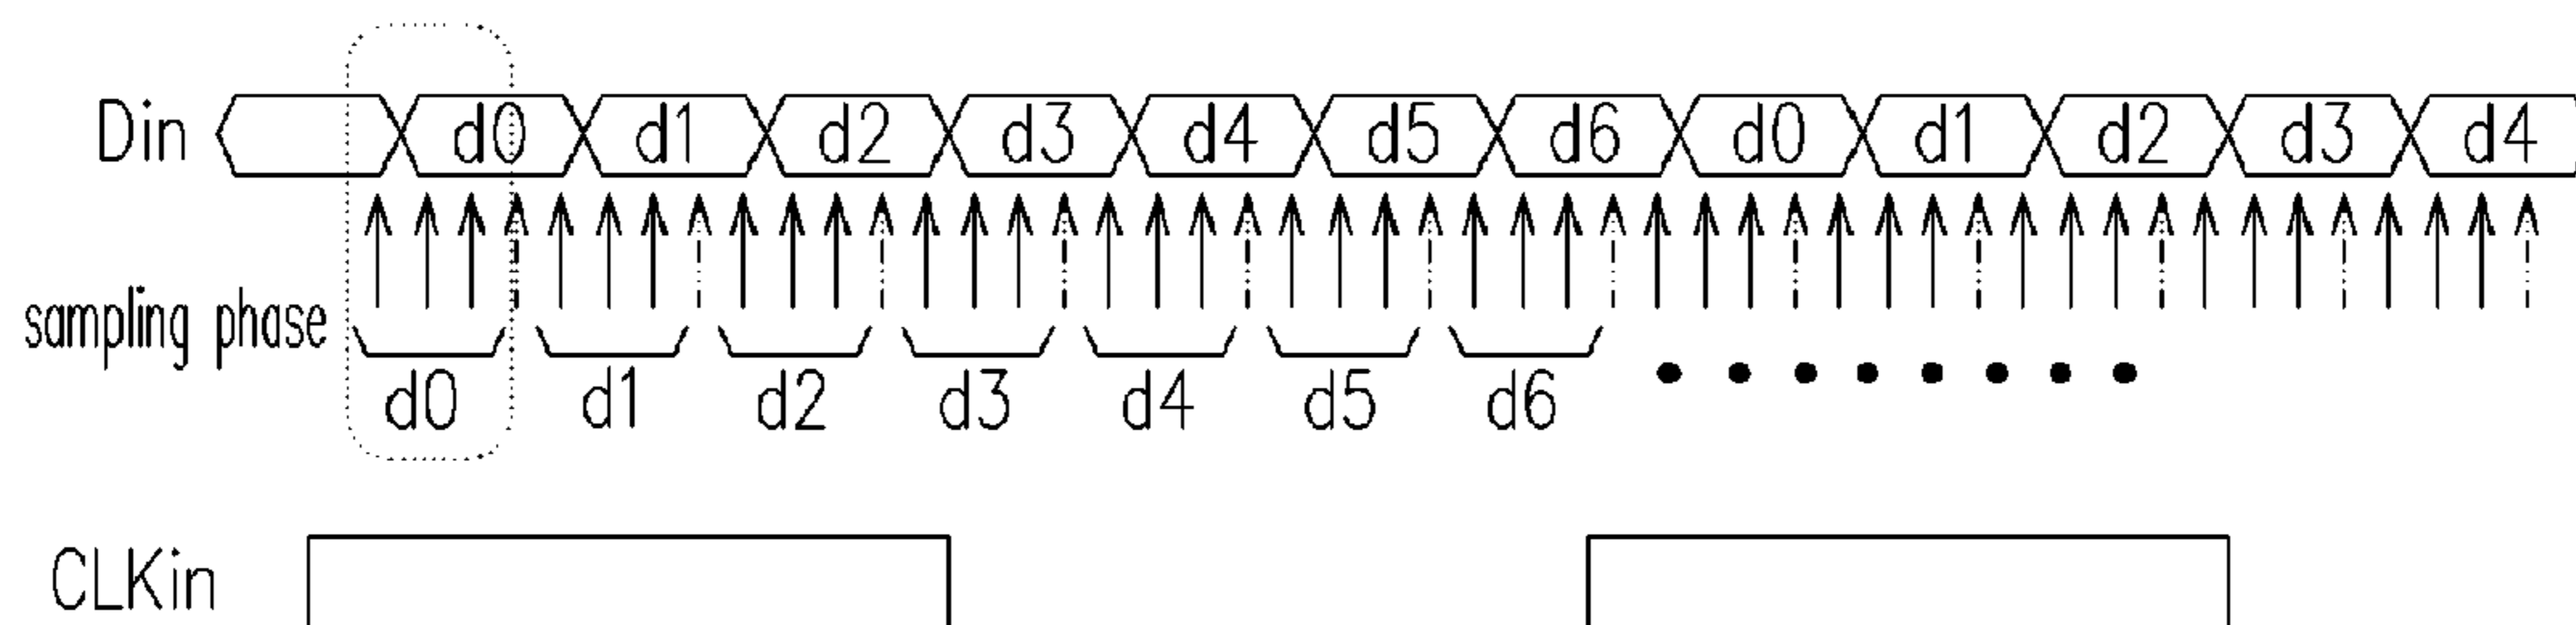 Din d0 d1 d2 d3 d4 d5 d6 d0 d1 d2 d3 d4
sampling phase
d0 d1 d2 d3 d4 d5 d6
CLKin